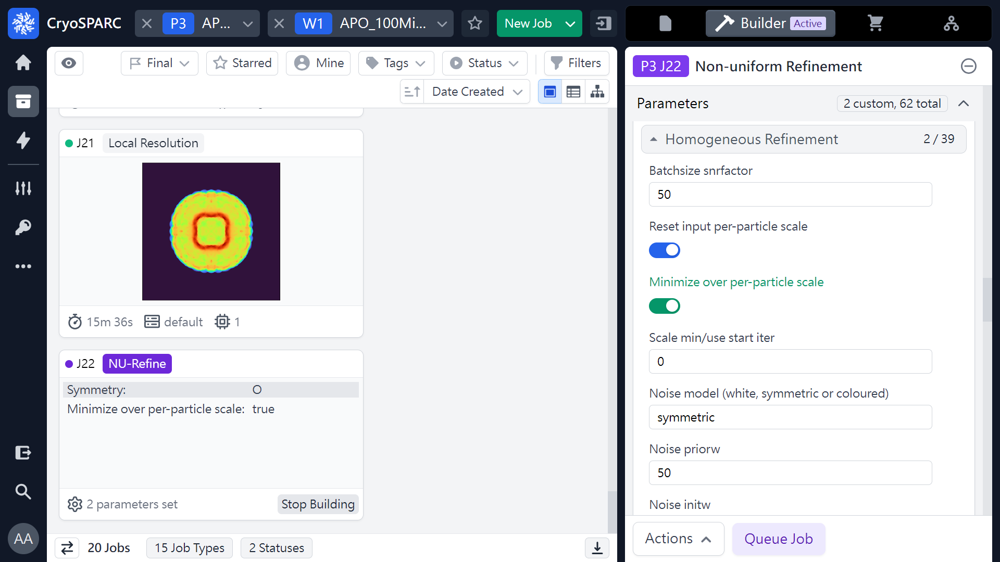 CryoSPARC
P3 AP...
W1 APO_100Mi...
New Job
Builder Active
Final
Starred
Mine
Tags
Status
Filters
Date Created
J21 Local Resolution
15m 36s default 1
J22 NU-Refine
Symmetry: O
Minimize over per-particle scale: true
2 parameters set
Stop Building
20 Jobs
15 Job Types
2 Statuses
AA
P3 J22 Non-uniform Refinement
Parameters
2 custom, 62 total
Homogeneous Refinement 2 / 39
Batchsize snrfactor
50
Reset input per-particle scale
Minimize over per-particle scale
Scale min/use start iter
0
Noise model (white, symmetric or coloured)
symmetric
Noise priorw
50
Noise initw
Actions
Queue Job